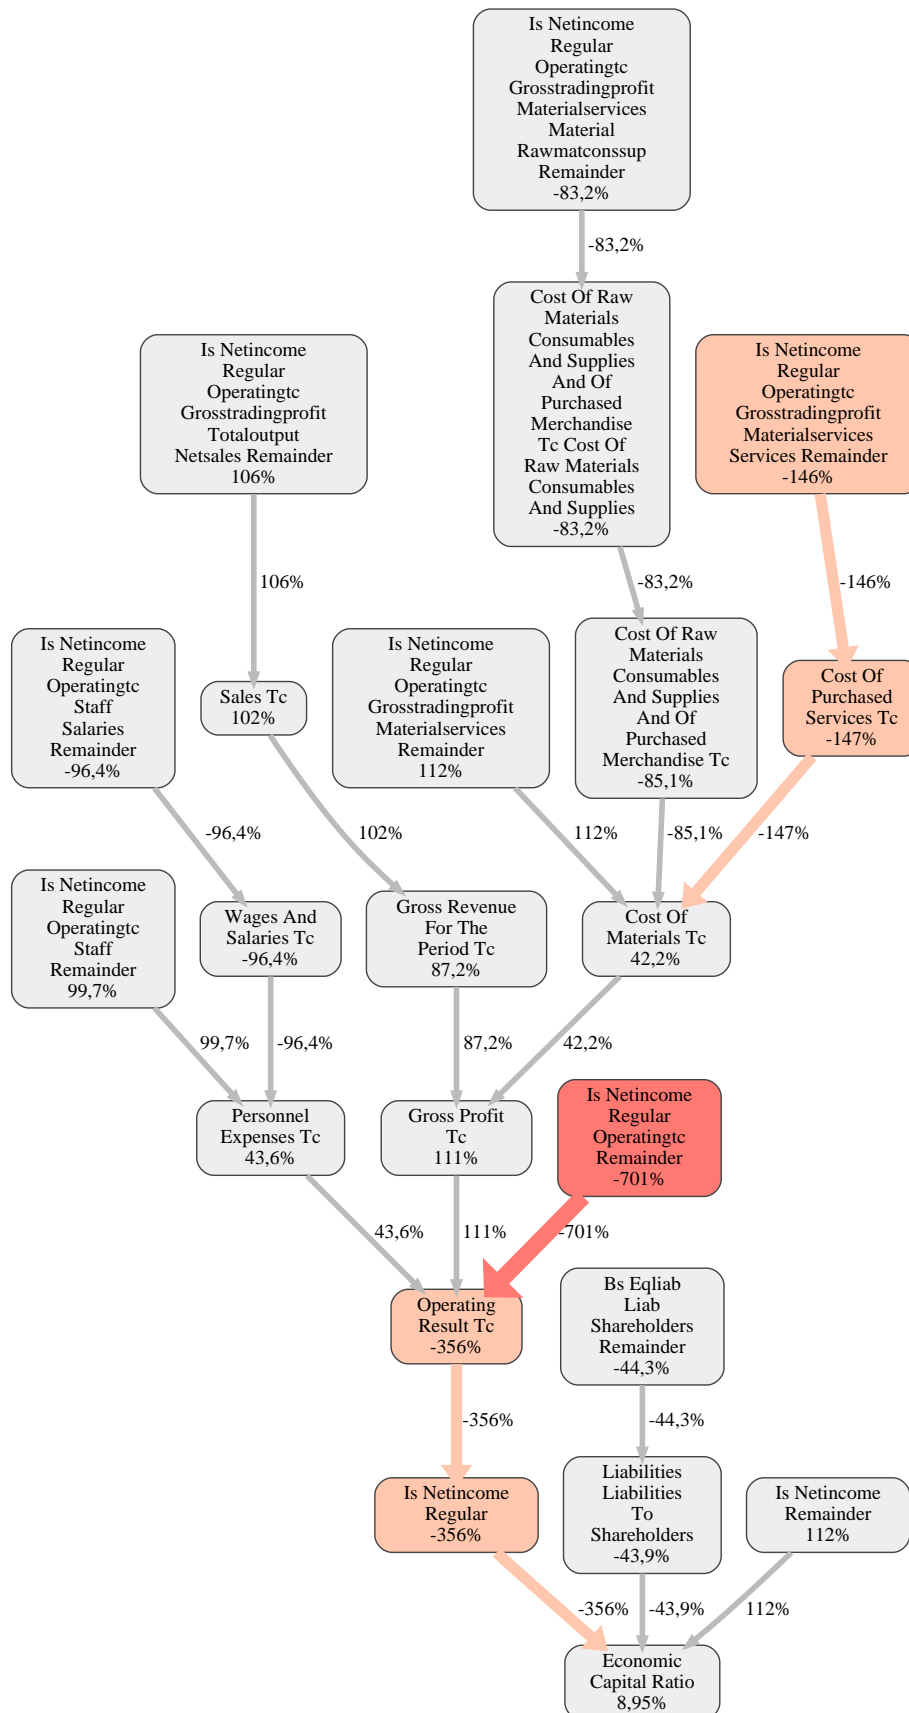 Is Netincome
Regular
Operatingtc
Grosstradingprofit
Materialservices
Material
Rawmatconssup
Remainder
-83,2%
-83,2%
Cost Of Raw
Materials
Consumables
And Supplies
And Of
Purchased
Merchandise
Tc Cost Of
Raw Materials
Consumables
And Supplies
-83,2%
Is Netincome
Regular
Operatingtc
Grosstradingprofit
Totaloutput
Netsales Remainder
106%
Is Netincome
Regular
Operatingtc
Grosstradingprofit
Materialservices
Services Remainder
-146%
106%
-83,2%
-146%
Is Netincome
Regular
Operatingtc
Staff
Salaries
Remainder
-96,4%
Sales Tc
102%
Is Netincome
Regular
Operatingtc
Grosstradingprofit
Materialservices
Remainder
112%
Cost Of Raw
Materials
Consumables
And Supplies
And Of
Purchased
Merchandise Tc
-85,1%
Cost Of
Purchased
Services Tc
-147%
-96,4%
102%
112%
-85,1%
-147%
Is Netincome
Regular
Operatingtc
Staff
Remainder
99,7%
Wages And
Salaries Tc
-96,4%
Gross Revenue
For The
Period Tc
87,2%
Cost Of
Materials Tc
42,2%
99,7%
-96,4%
87,2%
42,2%
Personnel
Expenses Tc
43,6%
Gross Profit
Tc
111%
Is Netincome
Regular
Operatingtc
Remainder
-701%
43,6%
111%
-701%
Operating
Result Tc
-356%
Bs Eqliab
Liab
Shareholders
Remainder
-44,3%
-356%
-44,3%
Is Netincome
Regular
-356%
Liabilities
Liabilities
To
Shareholders
-43,9%
Is Netincome
Remainder
112%
-356%
-43,9%
112%
Economic
Capital Ratio
8,95%